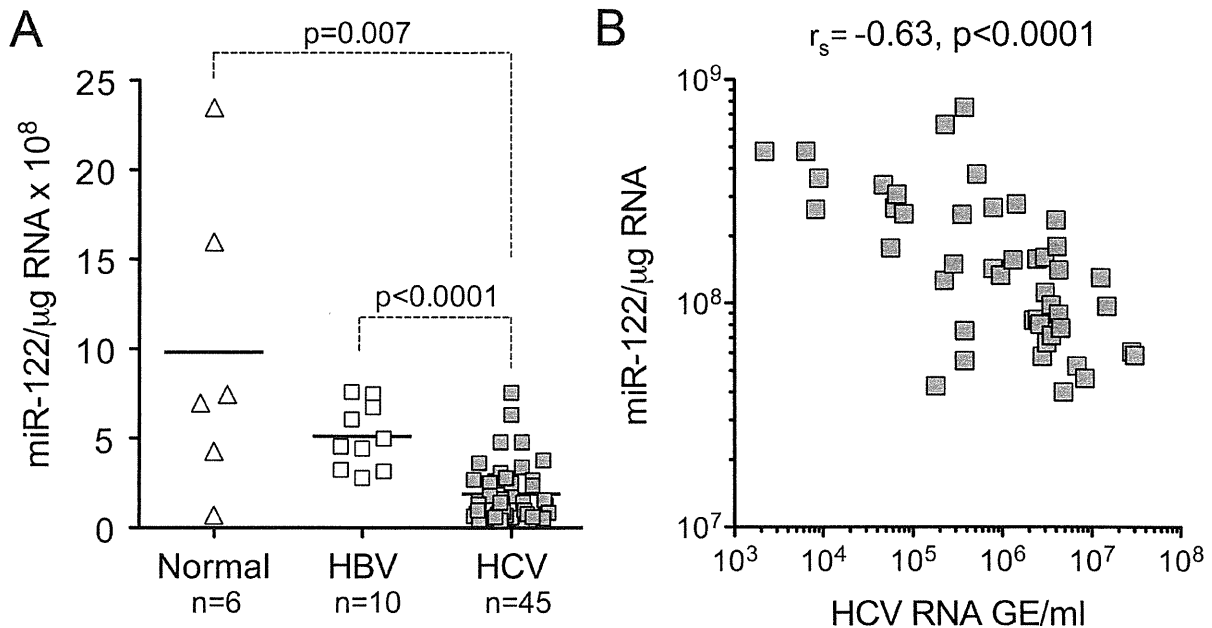 A
p=0.007
25
20
15
10
5
0
miR-122/μg RNA x 10⁸
p<0.0001
Normal
n=6
HBV
n=10
HCV
n=45
B
rₛ= -0.63, p<0.0001
10⁹
10⁸
10⁷
miR-122/μg RNA
10³ 10⁴ 10⁵ 10⁶ 10⁷ 10⁸
HCV RNA GE/ml